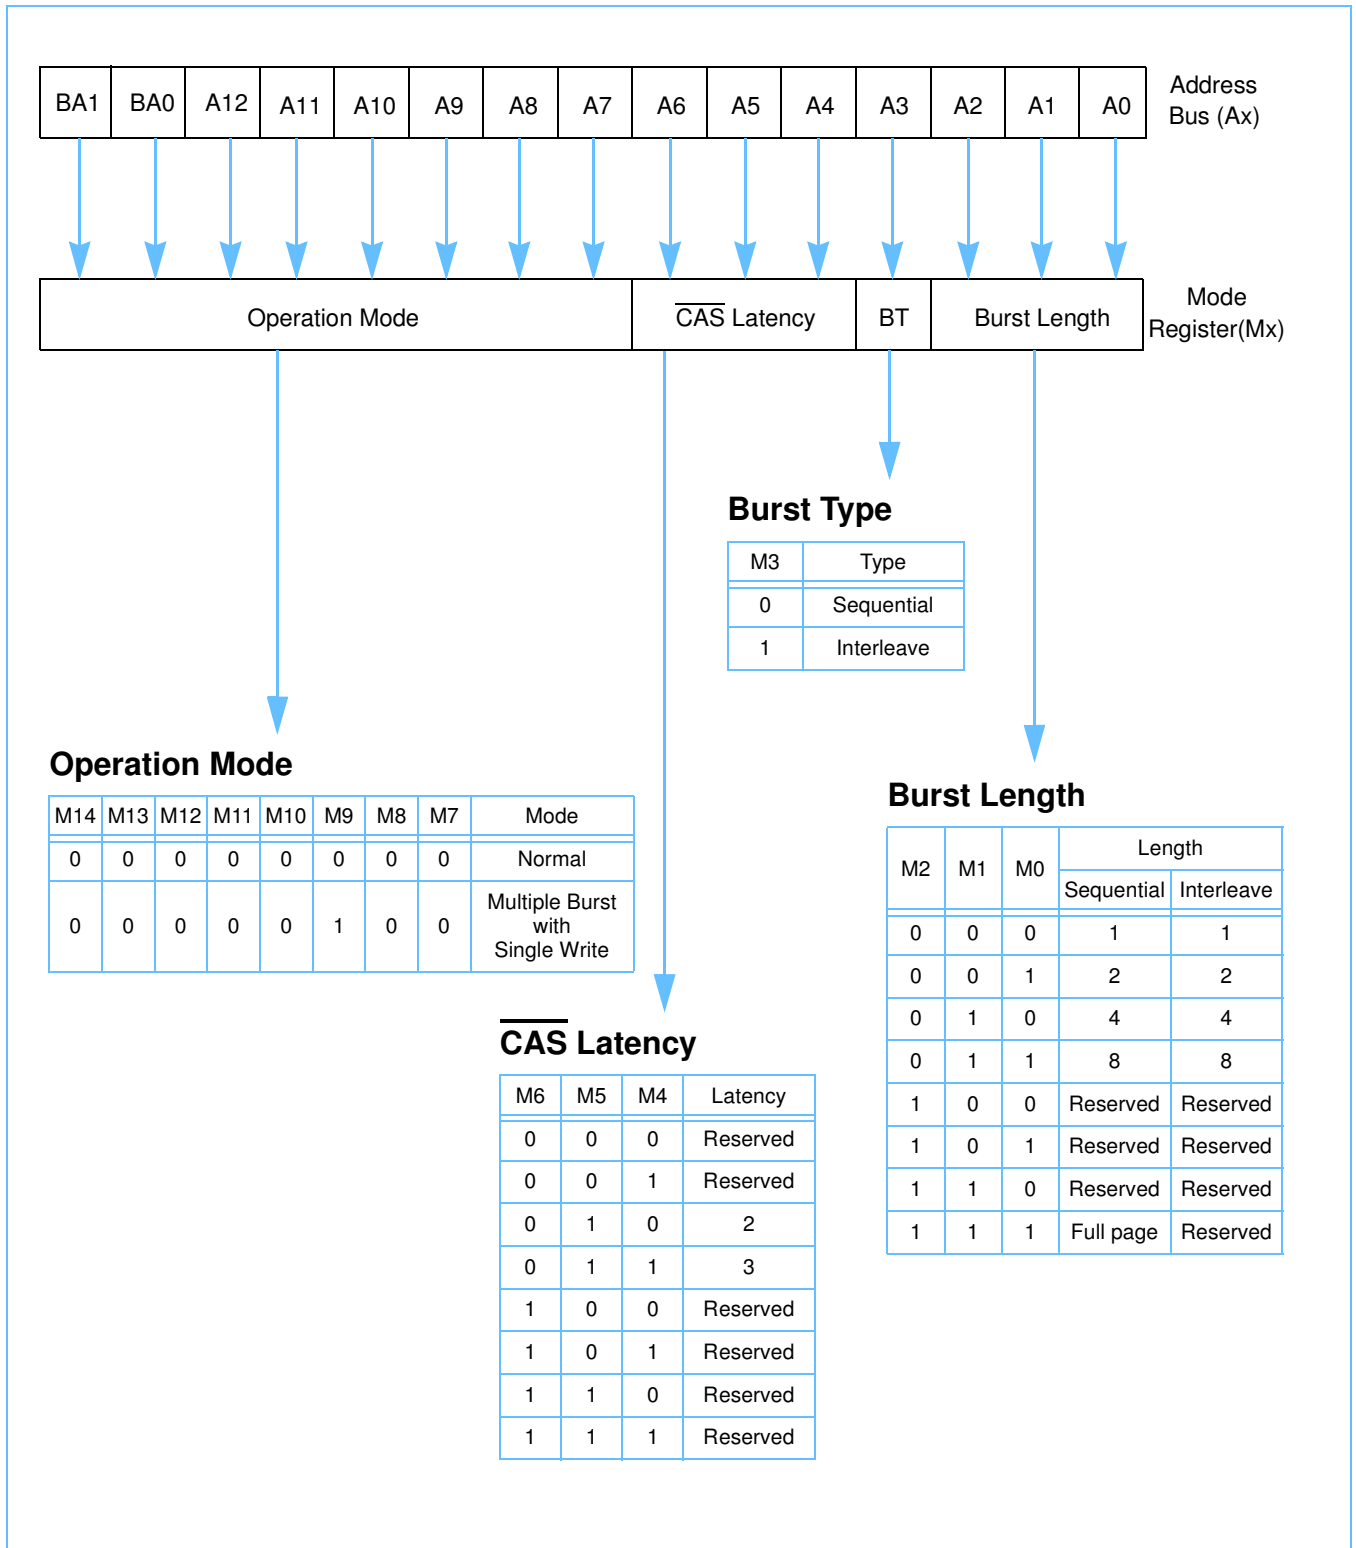 BA1 BA0 A12 A11 A10 A9 A8 A7 A6 A5 A4 A3 A2 A1 A0
Address
Bus (Ax)
Operation Mode CAS Latency BT Burst Length
Mode
Register(Mx)
Burst Type
M3 Type
0 Sequential
1 Interleave
Operation Mode
M14 M13 M12 M11 M10 M9 M8 M7 Mode
0 0 0 0 0 0 0 0 Normal
0 0 0 0 0 1 0 0 Multiple Burst
with
Single Write
Burst Length
M2 M1 M0 Length
Sequential Interleave
0 0 0 1 1
0 0 1 2 2
0 1 0 4 4
0 1 1 8 8
1 0 0 Reserved Reserved
1 0 1 Reserved Reserved
1 1 0 Reserved Reserved
1 1 1 Full page Reserved
CAS Latency
M6 M5 M4 Latency
0 0 0 Reserved
0 0 1 Reserved
0 1 0 2
0 1 1 3
1 0 0 Reserved
1 0 1 Reserved
1 1 0 Reserved
1 1 1 Reserved